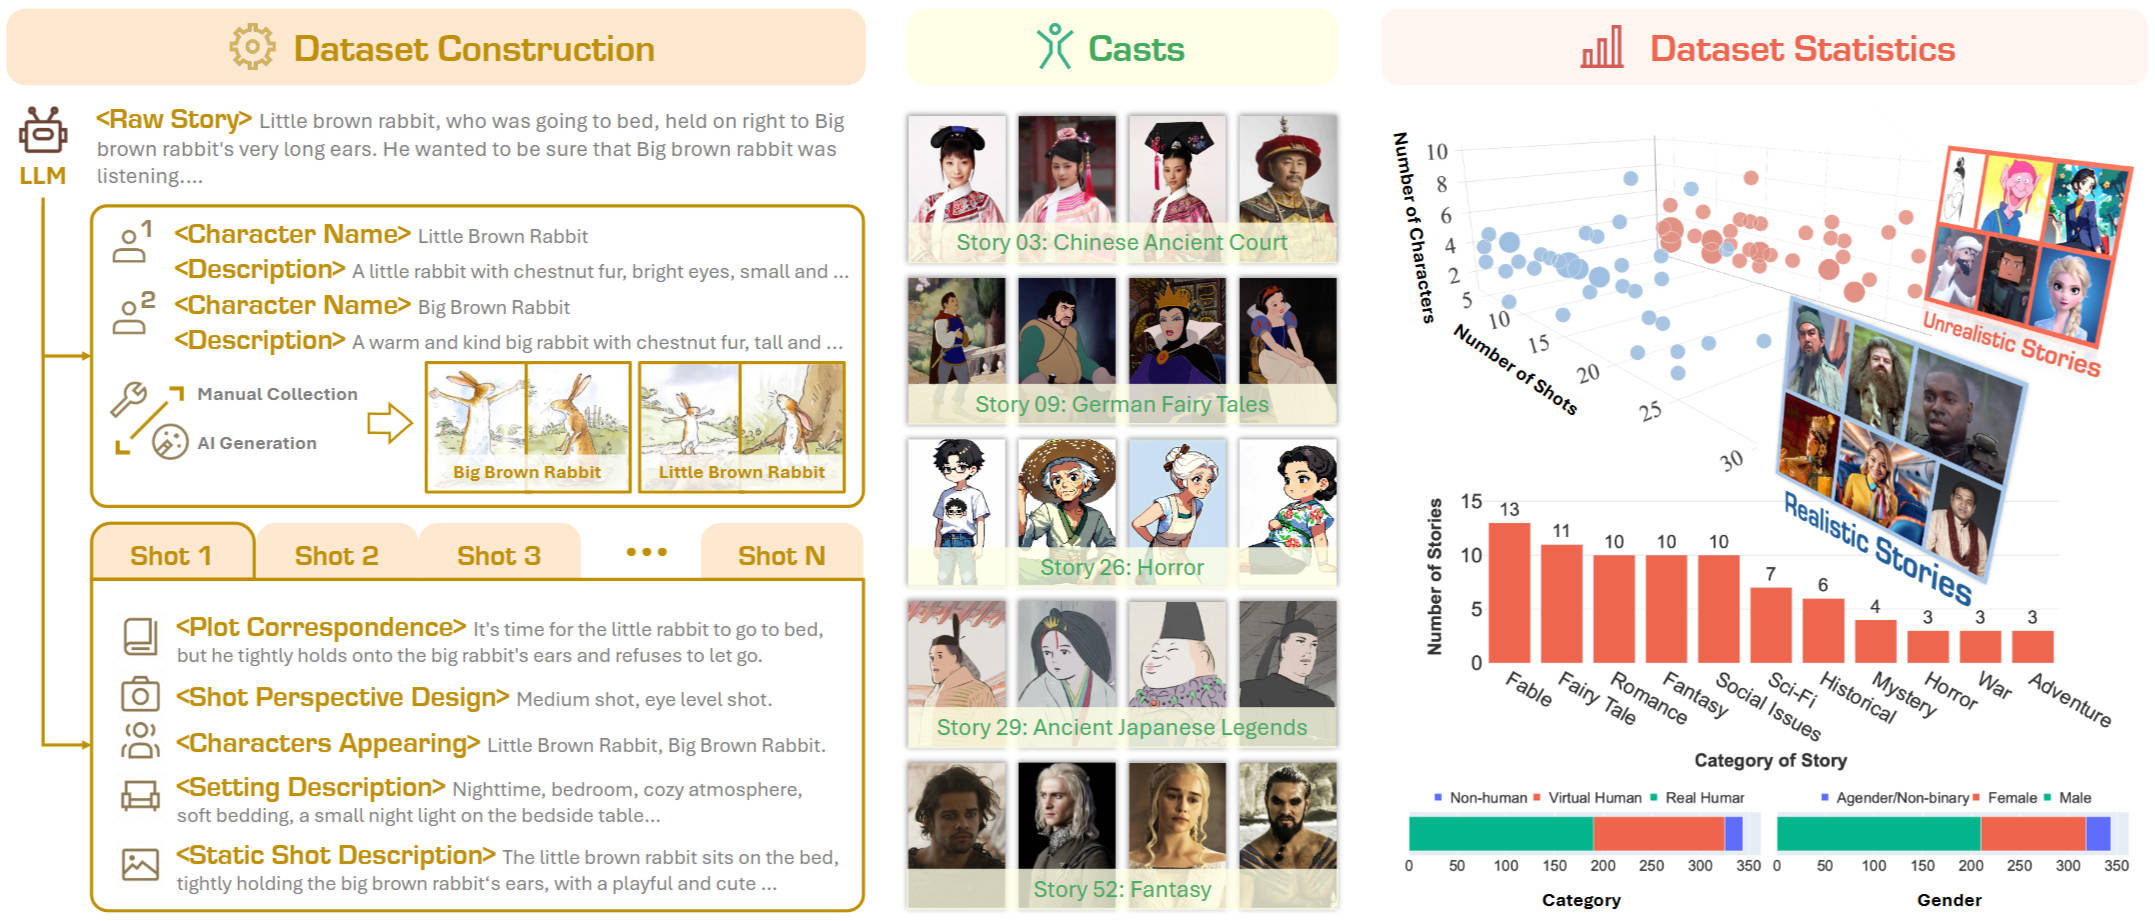 Dataset Construction
LLM
<Raw Story> Little brown rabbit, who was going to bed, held on right to Big
brown rabbit's very long ears. He wanted to be sure that Big brown rabbit was
listening....
1
<Character Name> Little Brown Rabbit
<Description> A little rabbit with chestnut fur, bright eyes, small and ...
2
<Character Name> Big Brown Rabbit
<Description> A warm and kind big rabbit with chestnut fur, tall and ...
Manual Collection
AI Generation
Big Brown Rabbit
Little Brown Rabbit
Shot 1
Shot 2
Shot 3
•••
Shot N
<Plot Correspondence> It's time for the little rabbit to go to bed,
but he tightly holds onto the big rabbit's ears and refuses to let go.
<Shot Perspective Design> Medium shot, eye level shot.
<Characters Appearing> Little Brown Rabbit, Big Brown Rabbit.
<Setting Description> Nighttime, bedroom, cozy atmosphere,
soft bedding, a small night light on the bedside table...
<Static Shot Description> The little brown rabbit sits on the bed,
tightly holding the big brown rabbit‘s ears, with a playful and cute ...
Casts
Story 03: Chinese Ancient Court
Story 09: German Fairy Tales
Story 26: Horror
Story 29: Ancient Japanese Legends
Story 52: Fantasy
Dataset Statistics
Number of Characters
10
8
6
4
2
5
10
15
20
25
30
Number of Shots
Unrealistic Stories
Realistic Stories
Number of Stories
15
10
5
0
13
11
10
10
10
7
6
4
3
3
3
Fable
Fairy Tale
Romance
Fantasy
Social Issues
Sci-Fi
Historical
Mystery
Horror
War
Adventure
Category of Story
Non-human Virtual Human Real Humar
0 50 100 150 200 250 300 350
Category
Agender/Non-binary Female Male
0 50 100 150 200 250 300 350
Gender